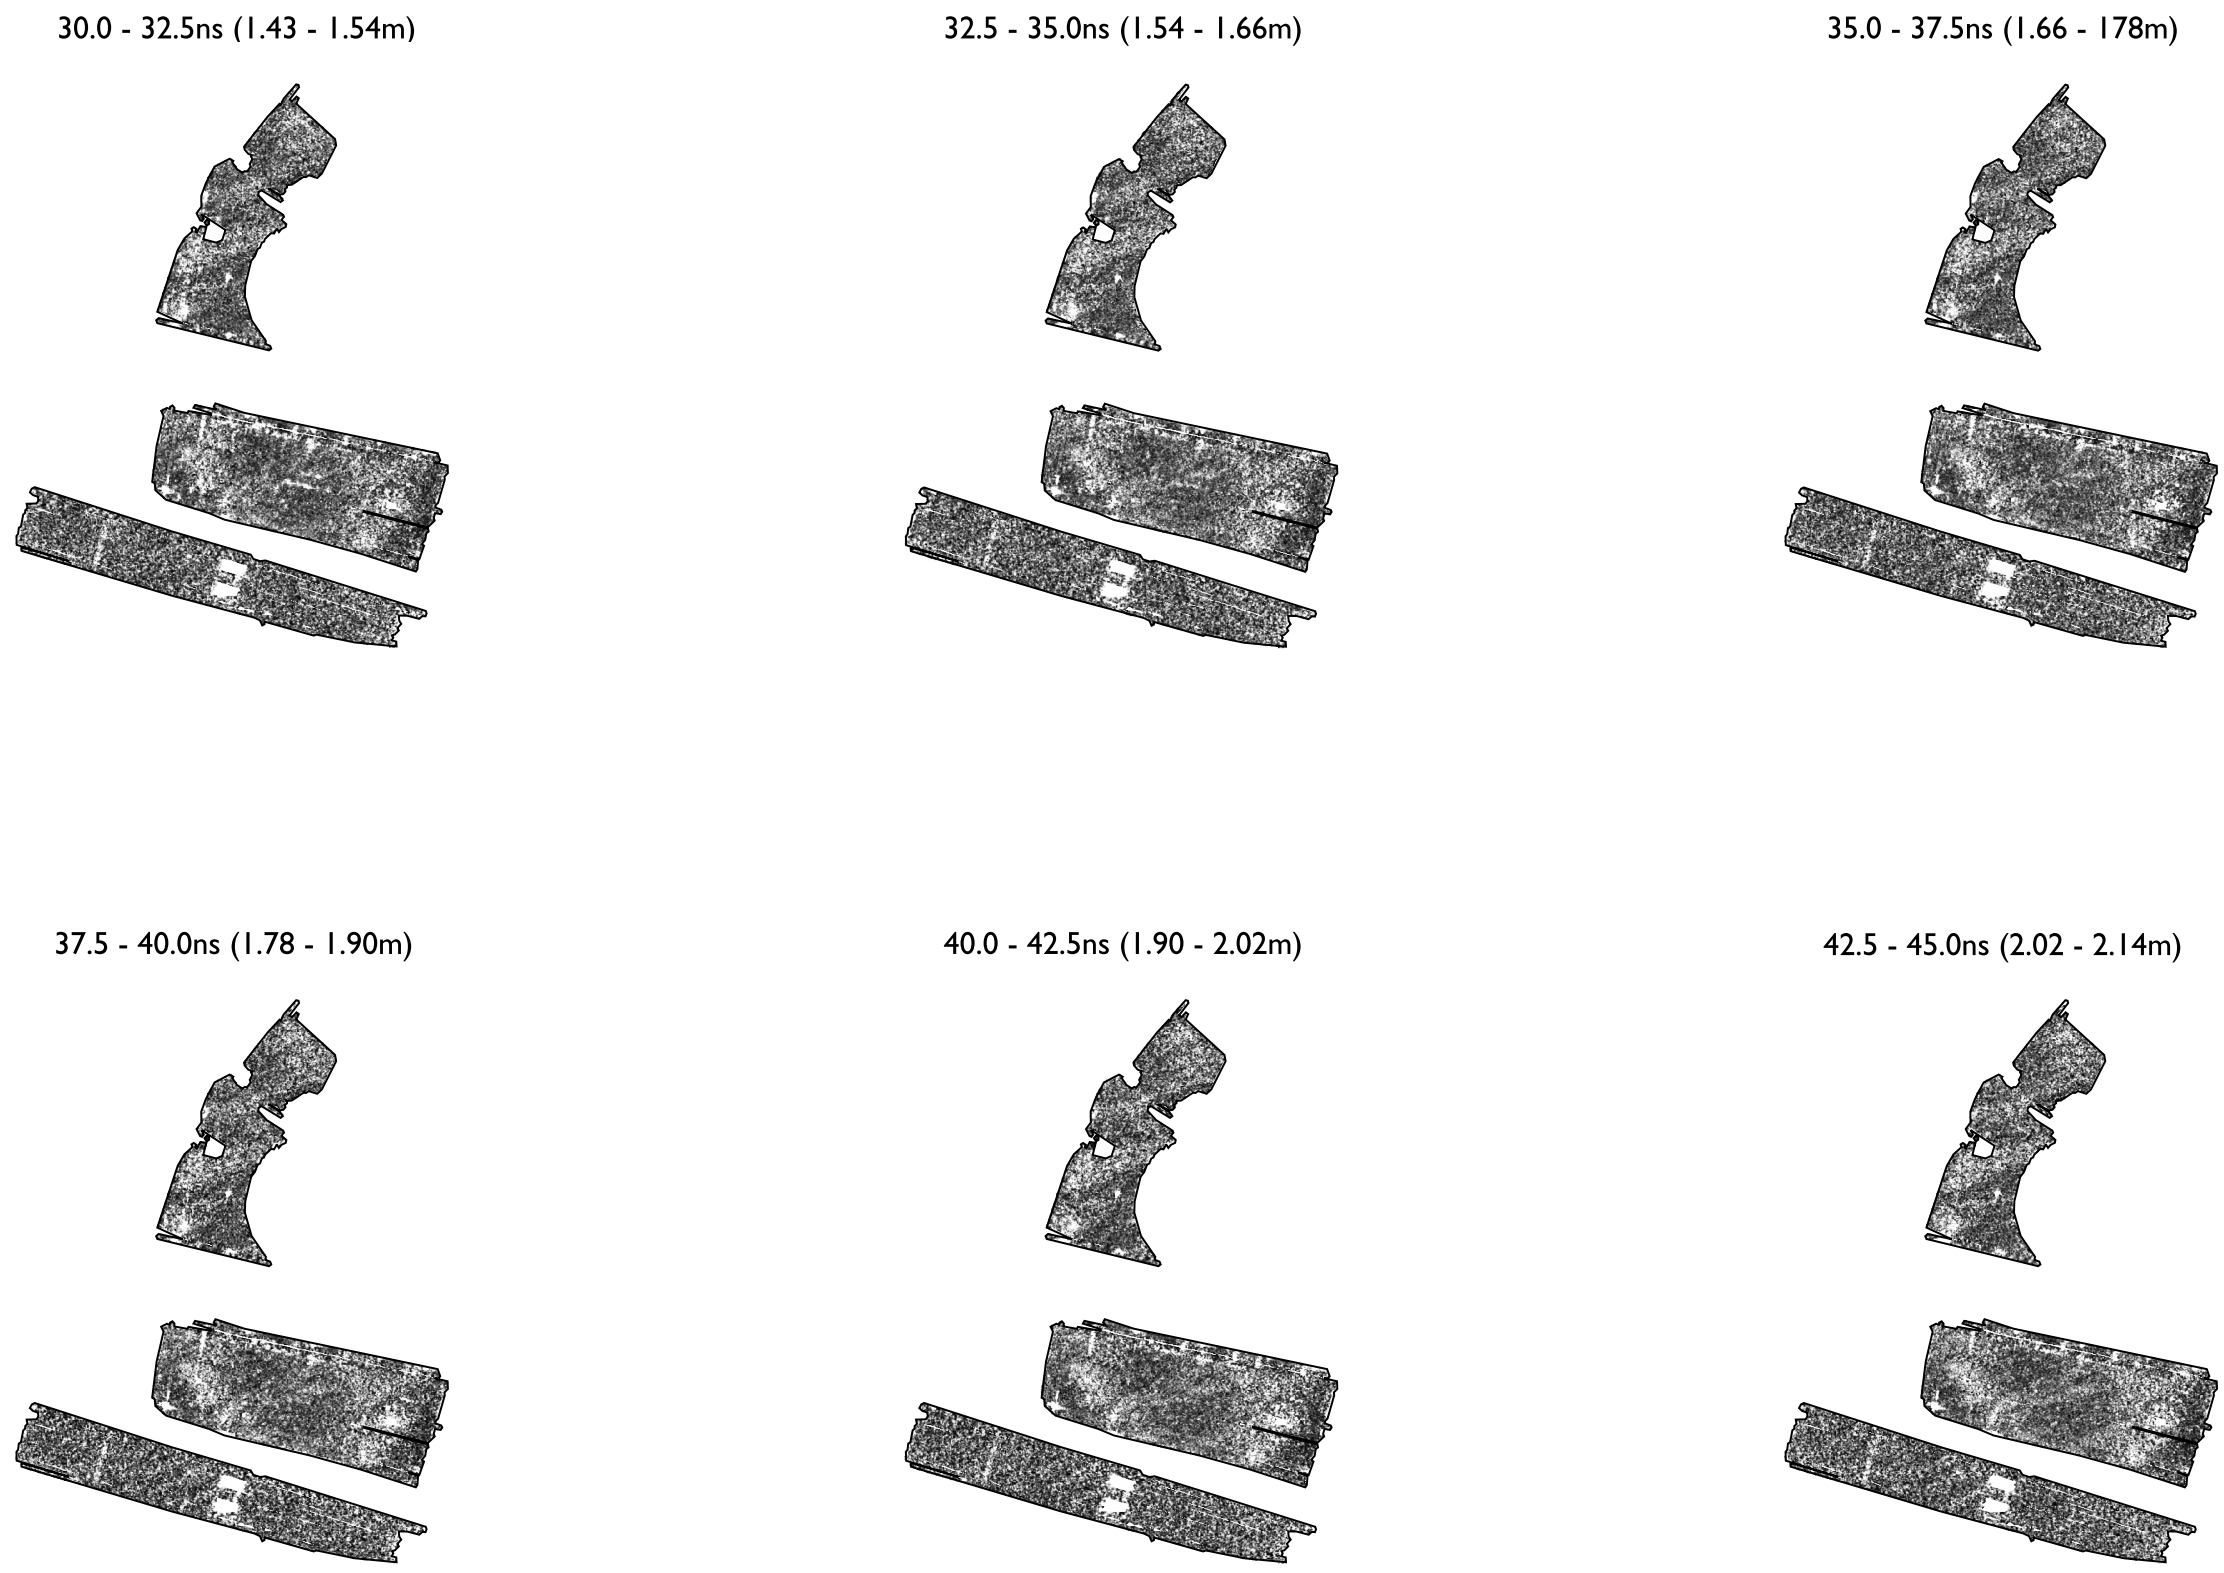 30.0 - 32.5ns (1.43 - 1.54m)
32.5 - 35.0ns (1.54 - 1.66m)
35.0 - 37.5ns (1.66 - 178m)
37.5 - 40.0ns (1.78 - 1.90m)
40.0 - 42.5ns (1.90 - 2.02m)
42.5 - 45.0ns (2.02 - 2.14m)